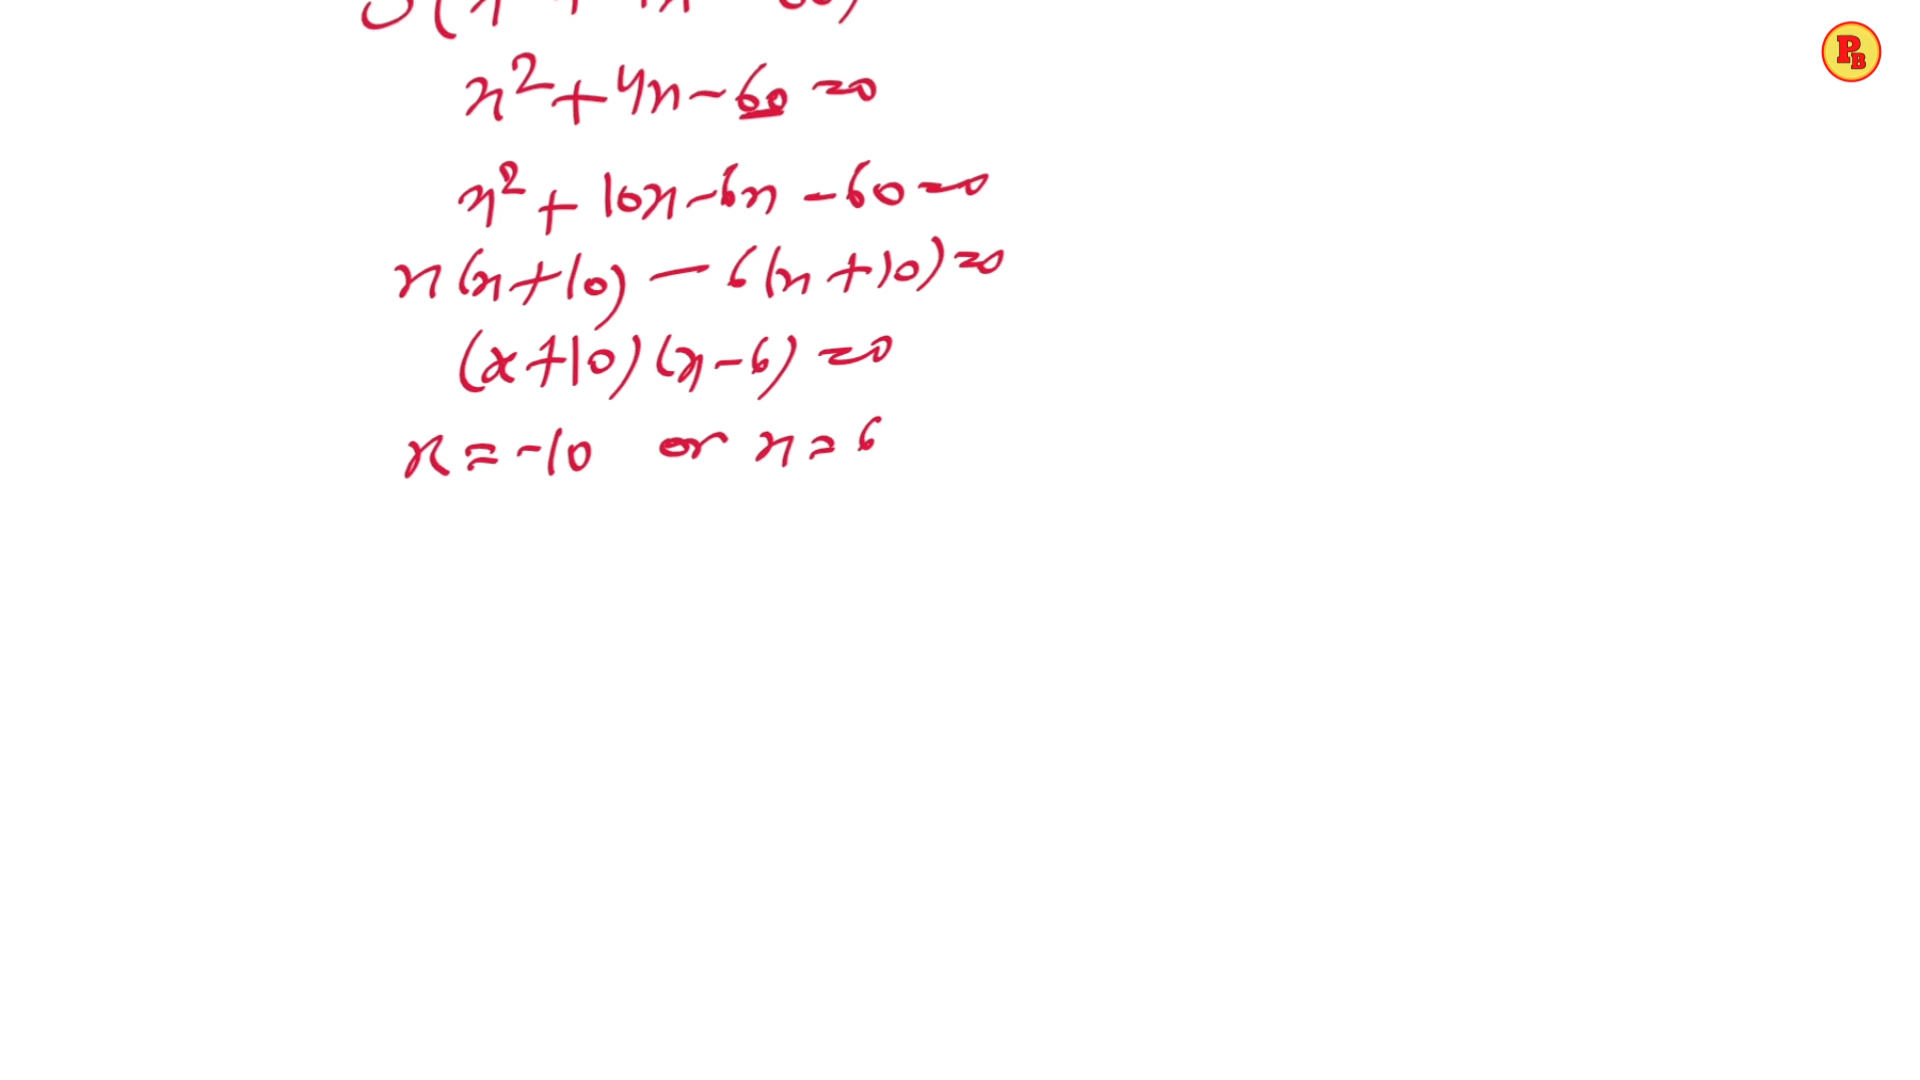 x²+4x-60=0
x²+10x-6x-60=0
x(x+10)-6(x+10)=0
(x+10)(x-6)=0
x=-10 or x=6
PB